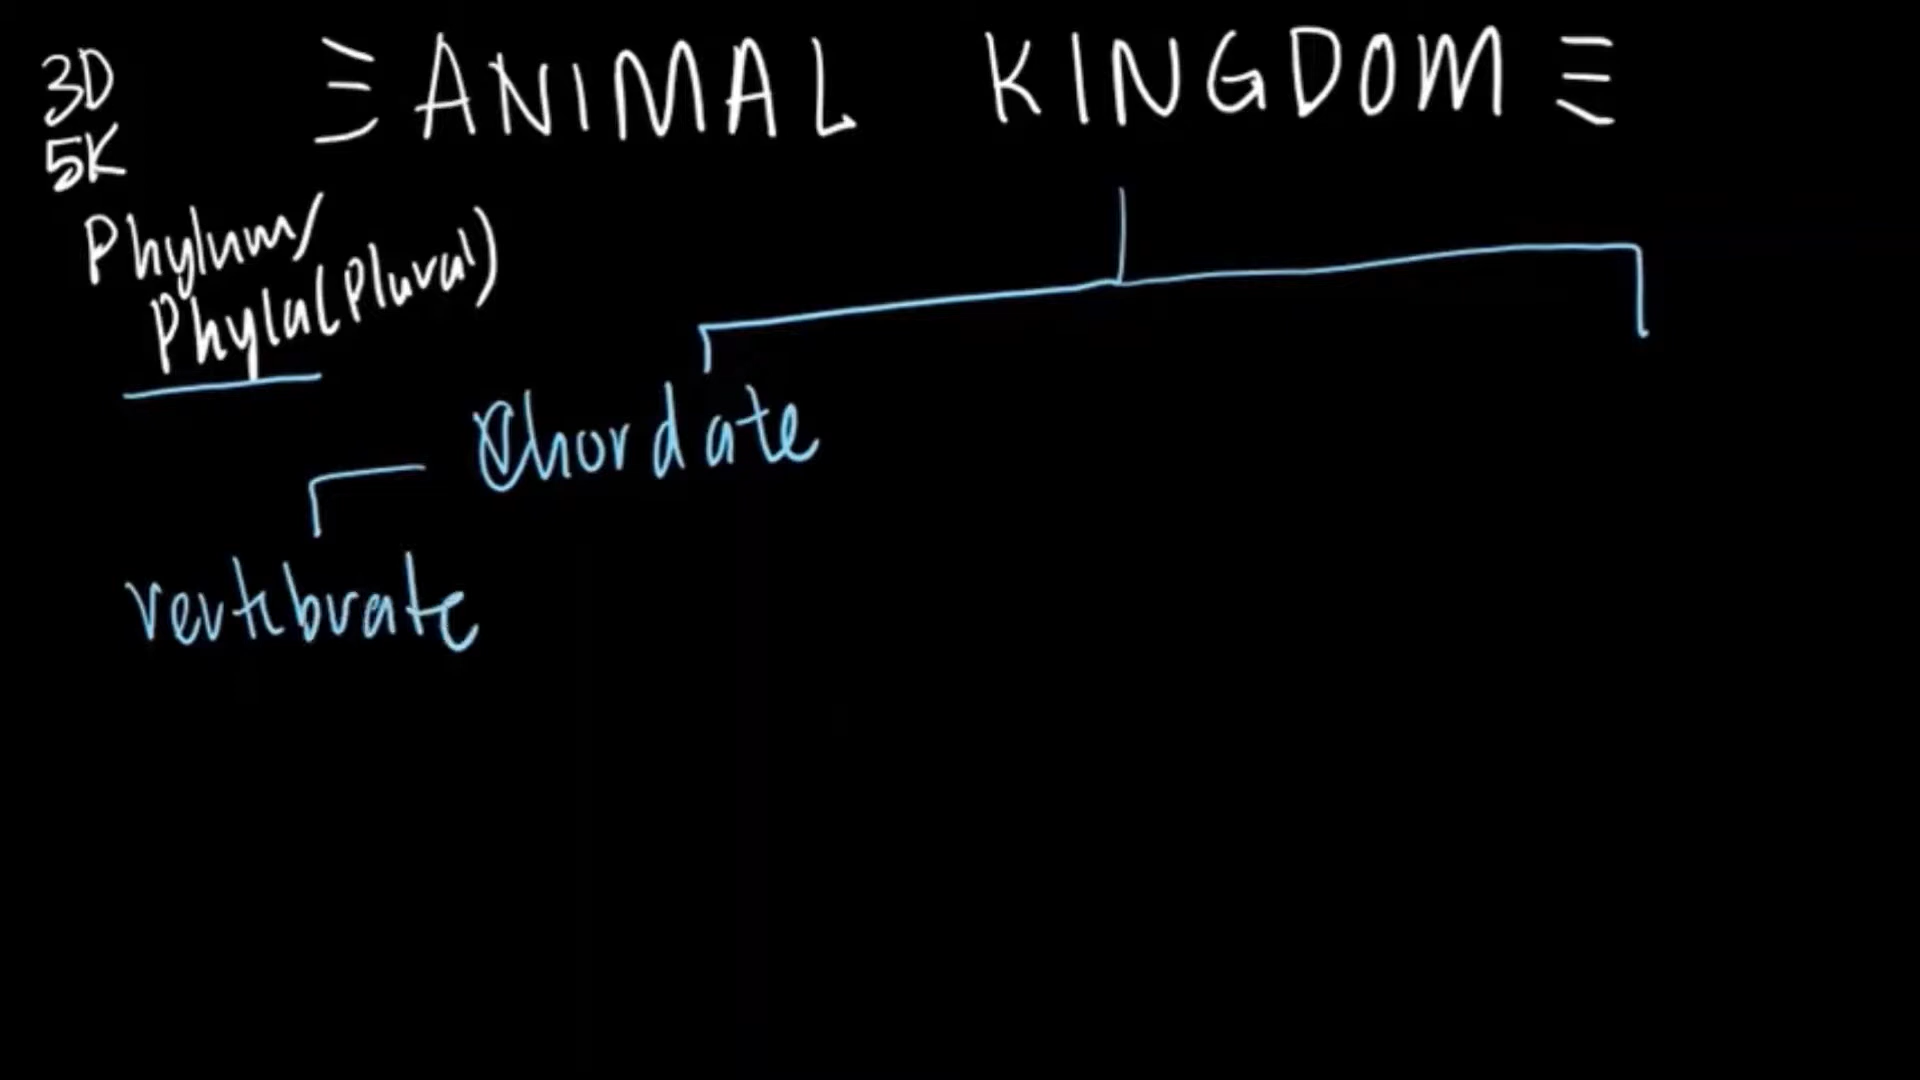 3D
5K
ANIMAL KINGDOM
Phylum/
Phyla(Plural)
Chordate
vertibrate